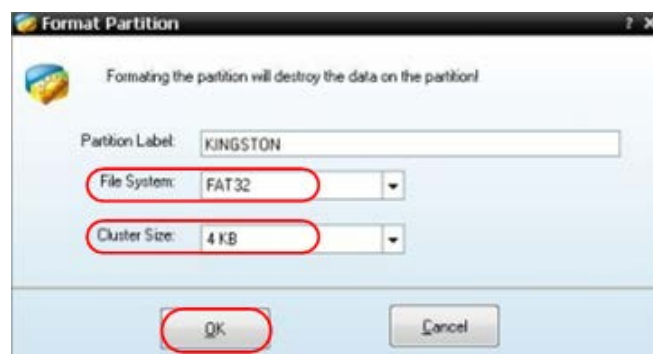 Format Partition ? X
Formating the partition will destroy the data on the partition!
Partition Label: KINGSTON
File System: FAT32
Cluster Size: 4 KB
OK Cancel